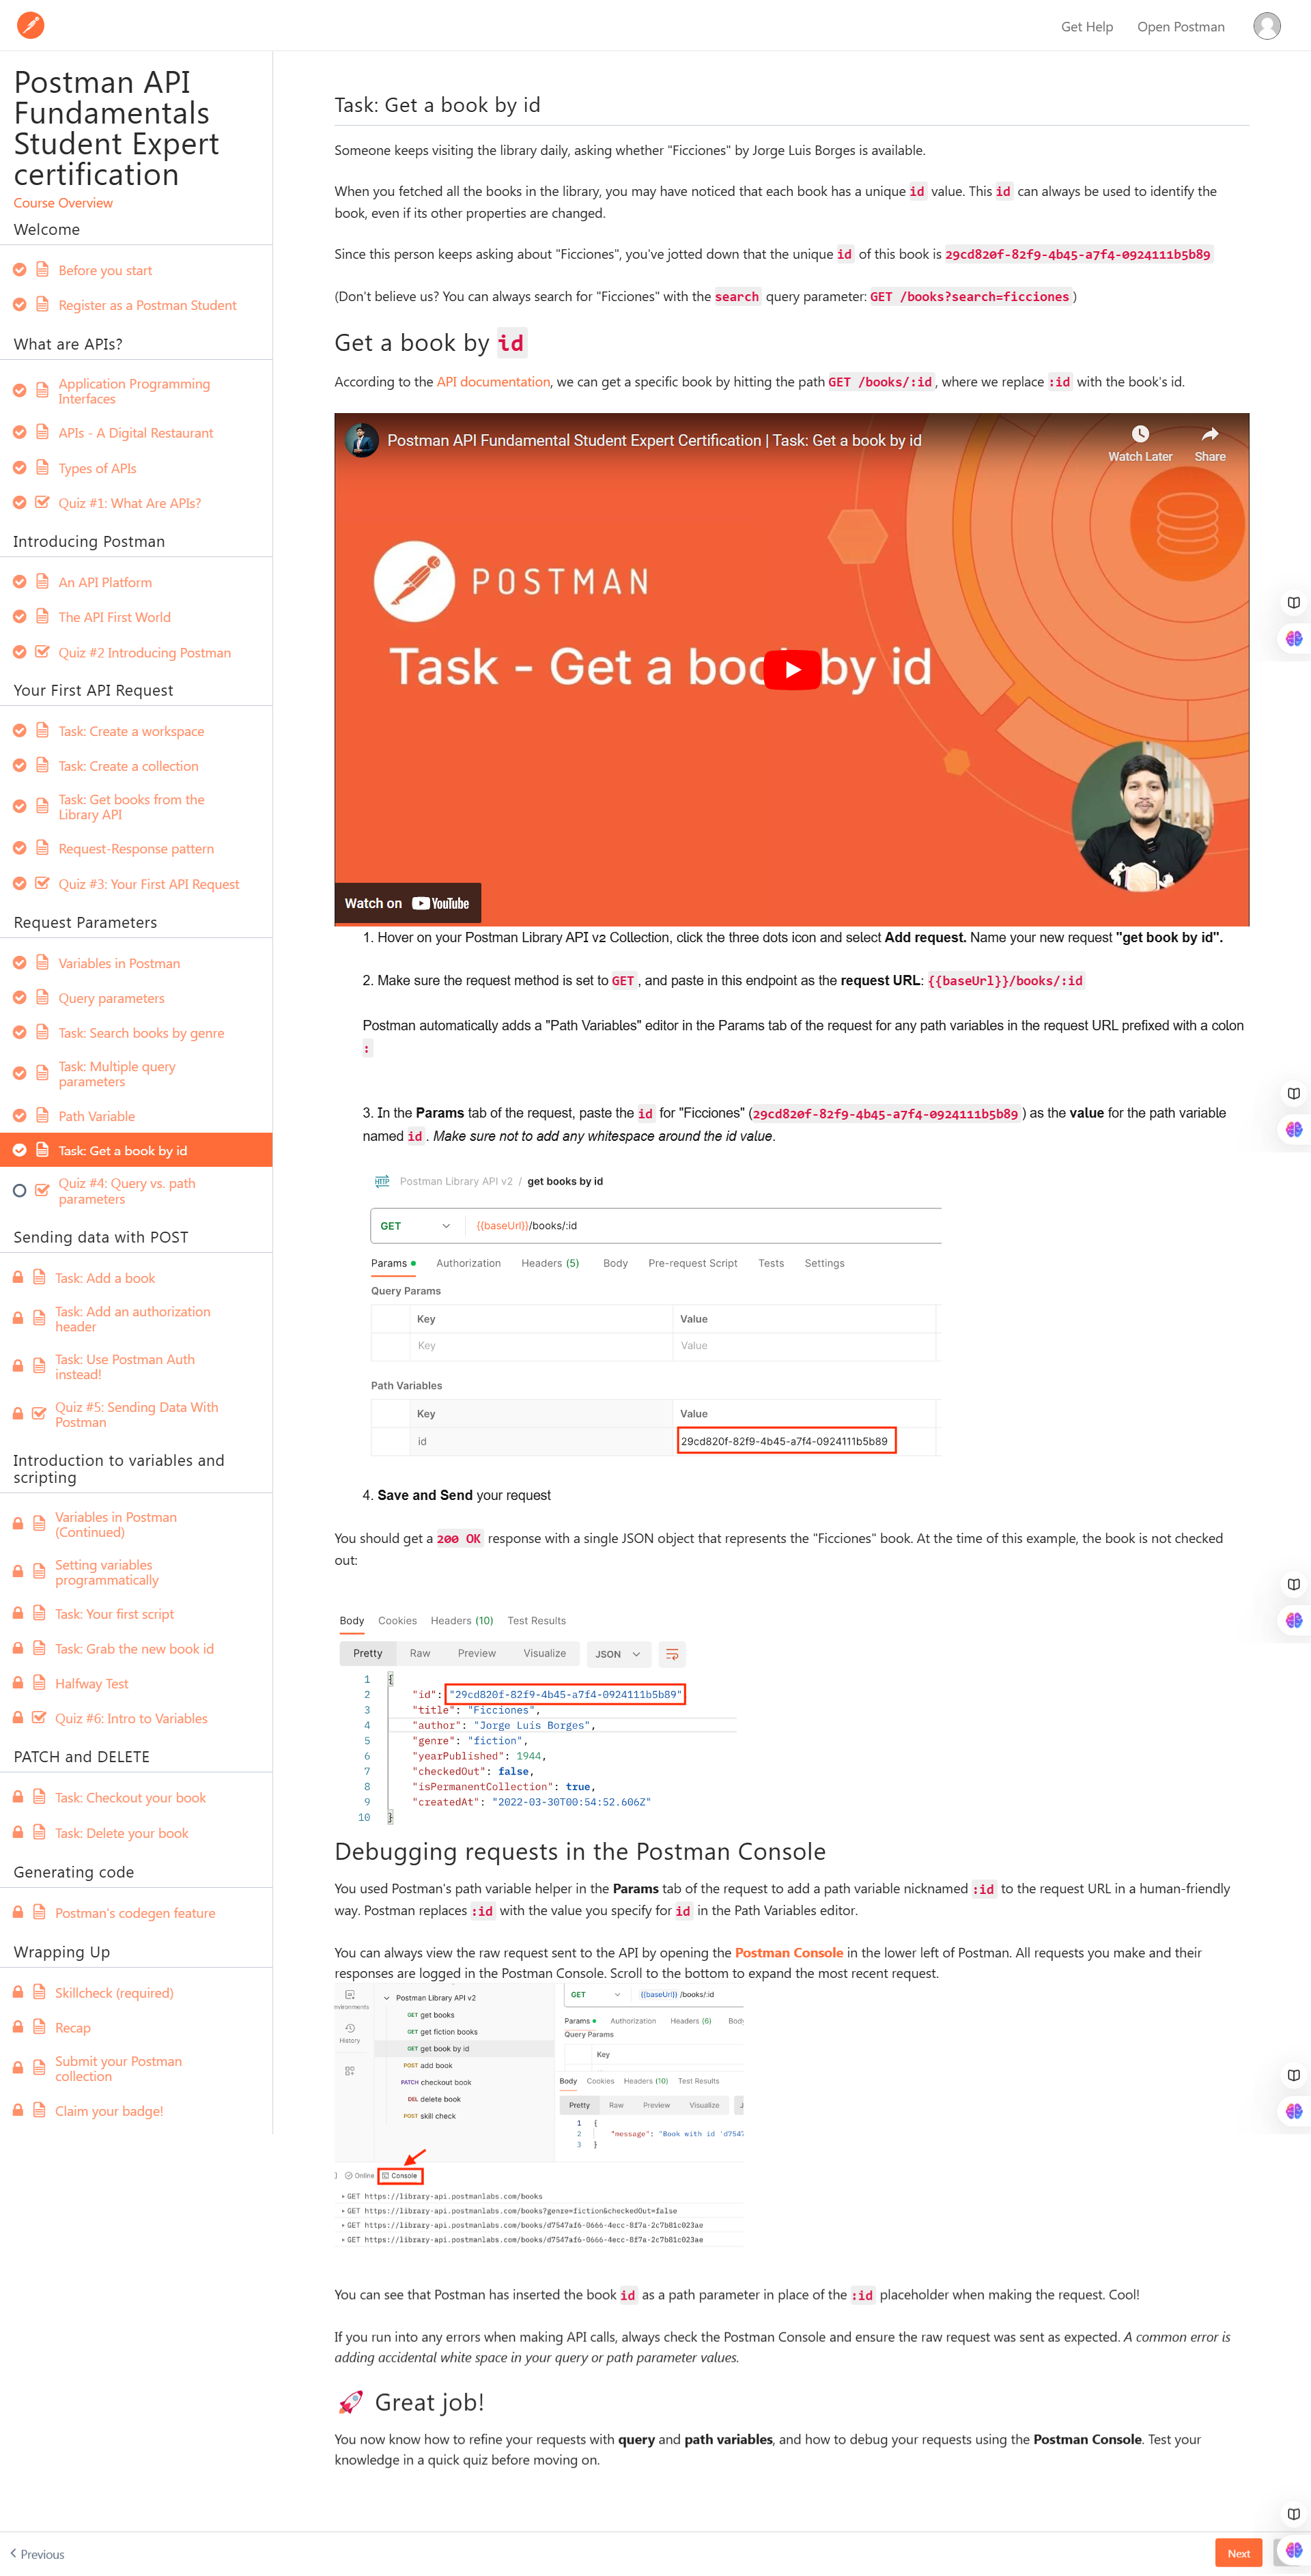 Get Help
Open Postman
Postman API
Fundamentals
Student Expert
certification
Course Overview
Welcome
Before you start
Register as a Postman Student
What are APIs?
Application Programming
Interfaces
APIs - A Digital Restaurant
Types of APIs
Quiz #1: What Are APIs?
Introducing Postman
An API Platform
The API First World
Quiz #2 Introducing Postman
Your First API Request
Task: Create a workspace
Task: Create a collection
Task: Get books from the
Library API
Request-Response pattern
Quiz #3: Your First API Request
Request Parameters
Variables in Postman
Query parameters
Task: Search books by genre
Task: Multiple query
parameters
Path Variable
Task: Get a book by id
Quiz #4: Query vs. path
parameters
Sending data with POST
Task: Add a book
Task: Add an authorization
header
Task: Use Postman Auth
instead!
Quiz #5: Sending Data With
Postman
Introduction to variables and
scripting
Variables in Postman
(Continued)
Setting variables
programmatically
Task: Your first script
Task: Grab the new book id
Halfway Test
Quiz #6: Intro to Variables
PATCH and DELETE
Task: Checkout your book
Task: Delete your book
Generating code
Postman's codegen feature
Wrapping Up
Skillcheck (required)
Recap
Submit your Postman
collection
Claim your badge!
Task: Get a book by id
Someone keeps visiting the library daily, asking whether "Ficciones" by Jorge Luis Borges is available.
When you fetched all the books in the library, you may have noticed that each book has a unique id value. This id can always be used to identify the
book, even if its other properties are changed.
Since this person keeps asking about "Ficciones", you've jotted down that the unique id of this book is 29cd820f-82f9-4b45-a7f4-0924111b5b89
(Don't believe us? You can always search for "Ficciones" with the search query parameter: GET /books?search=ficciones )
Get a book by id
According to the API documentation, we can get a specific book by hitting the path GET /books/:id , where we replace :id with the book's id.
Postman API Fundamental Student Expert Certification | Task: Get a book by id
Watch Later
Share
POSTMAN
Task - Get a book by id
Watch on YouTube
1. Hover on your Postman Library API v2 Collection, click the three dots icon and select Add request. Name your new request "get book by id".
2. Make sure the request method is set to GET , and paste in this endpoint as the request URL: {{baseUrl}}/books/:id
Postman automatically adds a "Path Variables" editor in the Params tab of the request for any path variables in the request URL prefixed with a colon
:
3. In the Params tab of the request, paste the id for "Ficciones" (29cd820f-82f9-4b45-a7f4-0924111b5b89 ) as the value for the path variable
named id . Make sure not to add any whitespace around the id value.
HTTP Postman Library API v2 / get books by id
GET {{baseUrl}}/books/:id
Params Authorization Headers (5) Body Pre-request Script Tests Settings
Query Params
Key Value
Key Value
Path Variables
Key Value
id 29cd820f-82f9-4b45-a7f4-0924111b5b89
4. Save and Send your request
You should get a 200 OK response with a single JSON object that represents the "Ficciones" book. At the time of this example, the book is not checked
out:
Body Cookies Headers (10) Test Results
Pretty Raw Preview Visualize JSON
1 {
2 "id": "29cd820f-82f9-4b45-a7f4-0924111b5b89"
3 "title": "Ficciones",
4 "author": "Jorge Luis Borges",
5 "genre": "fiction",
6 "yearPublished": 1944,
7 "checkedOut": false,
8 "isPermanentCollection": true,
9 "createdAt": "2022-03-30T00:54:52.606Z"
10 }
Debugging requests in the Postman Console
You used Postman's path variable helper in the Params tab of the request to add a path variable nicknamed :id to the request URL in a human-friendly
way. Postman replaces :id with the value you specify for id in the Path Variables editor.
You can always view the raw request sent to the API by opening the Postman Console in the lower left of Postman. All requests you make and their
responses are logged in the Postman Console. Scroll to the bottom to expand the most recent request.
nvironments
History
Postman Library API v2
GET get books
GET get fiction books
GET get book by id
POST add book
PATCH checkout book
DEL delete book
POST skill check
GET {{baseUrl}} /books/:id
Params Authorization Headers (6) Body
Query Params
Key
Body Cookies Headers (10) Test Results
Pretty Raw Preview Visualize J
1 {
2 "message": "Book with id 'd7547
3 }
Online Console
GET https://library-api.postmanlabs.com/books
GET https://library-api.postmanlabs.com/books?genre=fiction&checkedOut=false
GET https://library-api.postmanlabs.com/books/d7547af6-0666-4ecc-8f7a-2c7b81c023ae
GET https://library-api.postmanlabs.com/books/d7547af6-0666-4ecc-8f7a-2c7b81c023ae
You can see that Postman has inserted the book id as a path parameter in place of the :id placeholder when making the request. Cool!
If you run into any errors when making API calls, always check the Postman Console and ensure the raw request was sent as expected. A common error is
adding accidental white space in your query or path parameter values.
🚀 Great job!
You now know how to refine your requests with query and path variables, and how to debug your requests using the Postman Console. Test your
knowledge in a quick quiz before moving on.
Previous
Next